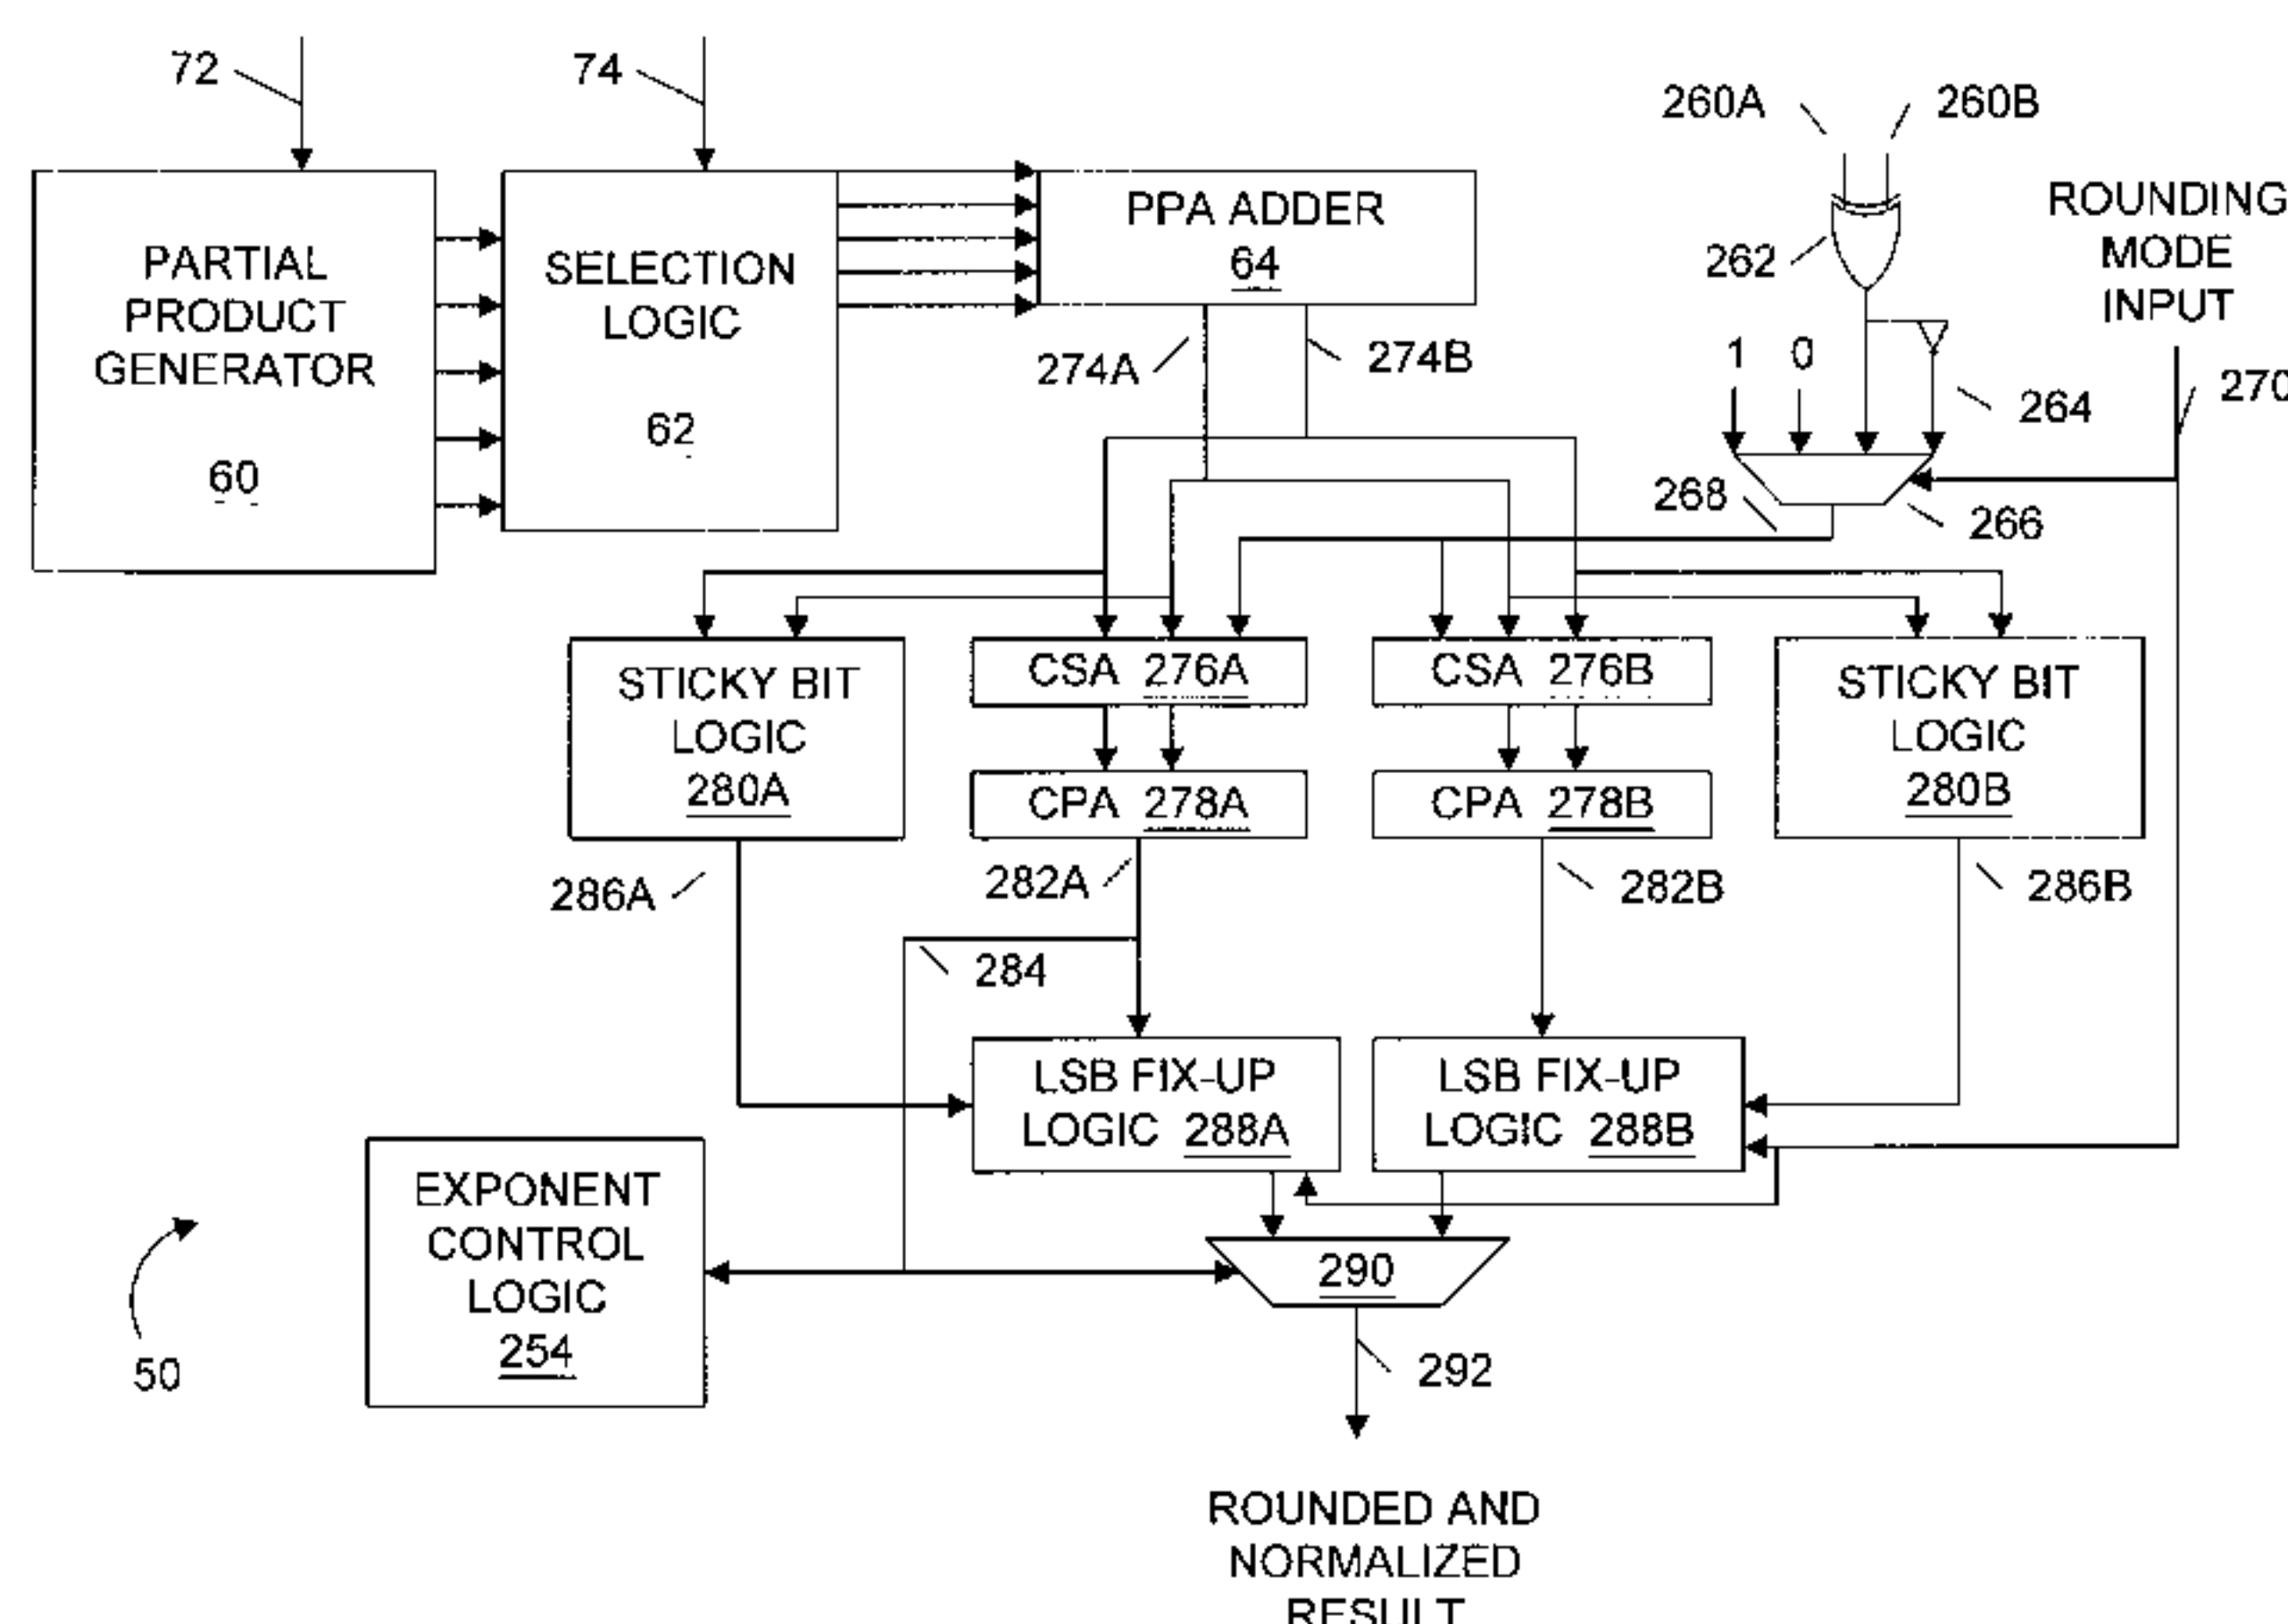 72
74
260A
260B
PARTIAL
PRODUCT
GENERATOR
60
SELECTION
LOGIC
62
PPA ADDER
64
262
ROUNDING
MODE
INPUT
274A
274B
1
0
264
270
268
266
STICKY BIT
LOGIC
280A
CSA 276A
CSA 276B
STICKY BIT
LOGIC
280B
CPA 278A
CPA 278B
286A
282A
282B
286B
284
LSB FIX-UP
LOGIC 288A
LSB FIX-UP
LOGIC 288B
EXPONENT
CONTROL
LOGIC
254
290
50
292
ROUNDED AND
NORMALIZED
RESULT